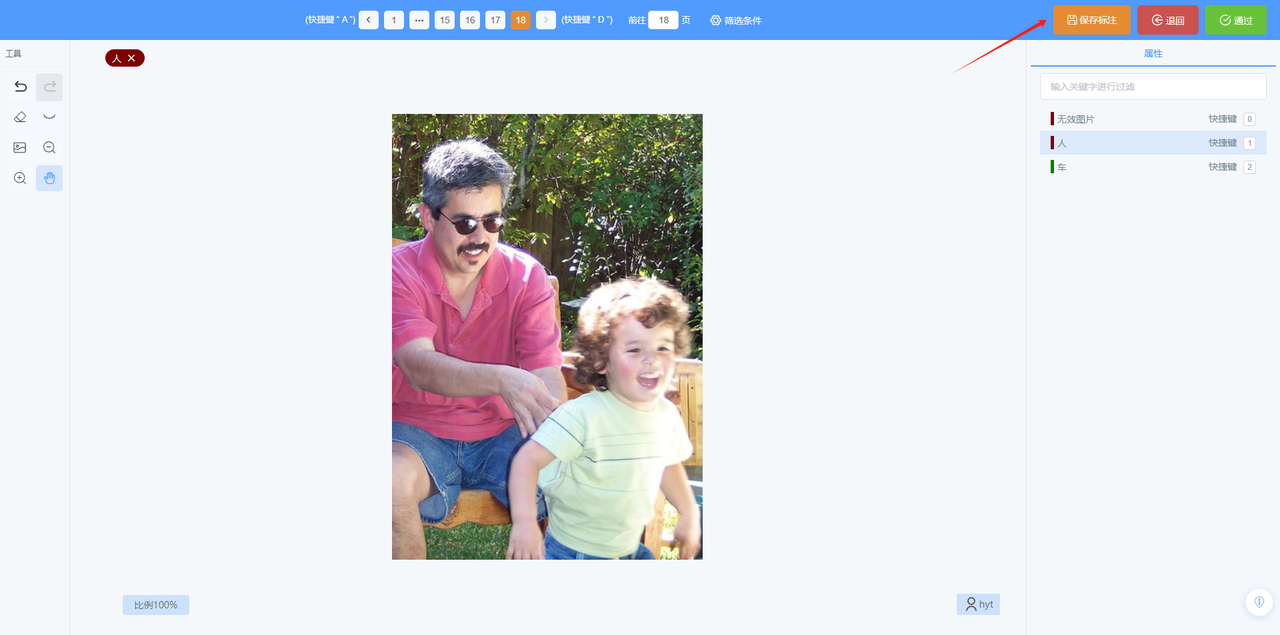 (快捷键 " A ") 1 ••• 15 16 17 18 (快捷键 " D ") 前往 18 页 筛选条件 保存标注 退回 通过
工具
人 ✕
属性
输入关键字进行过滤
无效图片 快捷键 0
人 快捷键 1
车 快捷键 2
比例100%
hyt